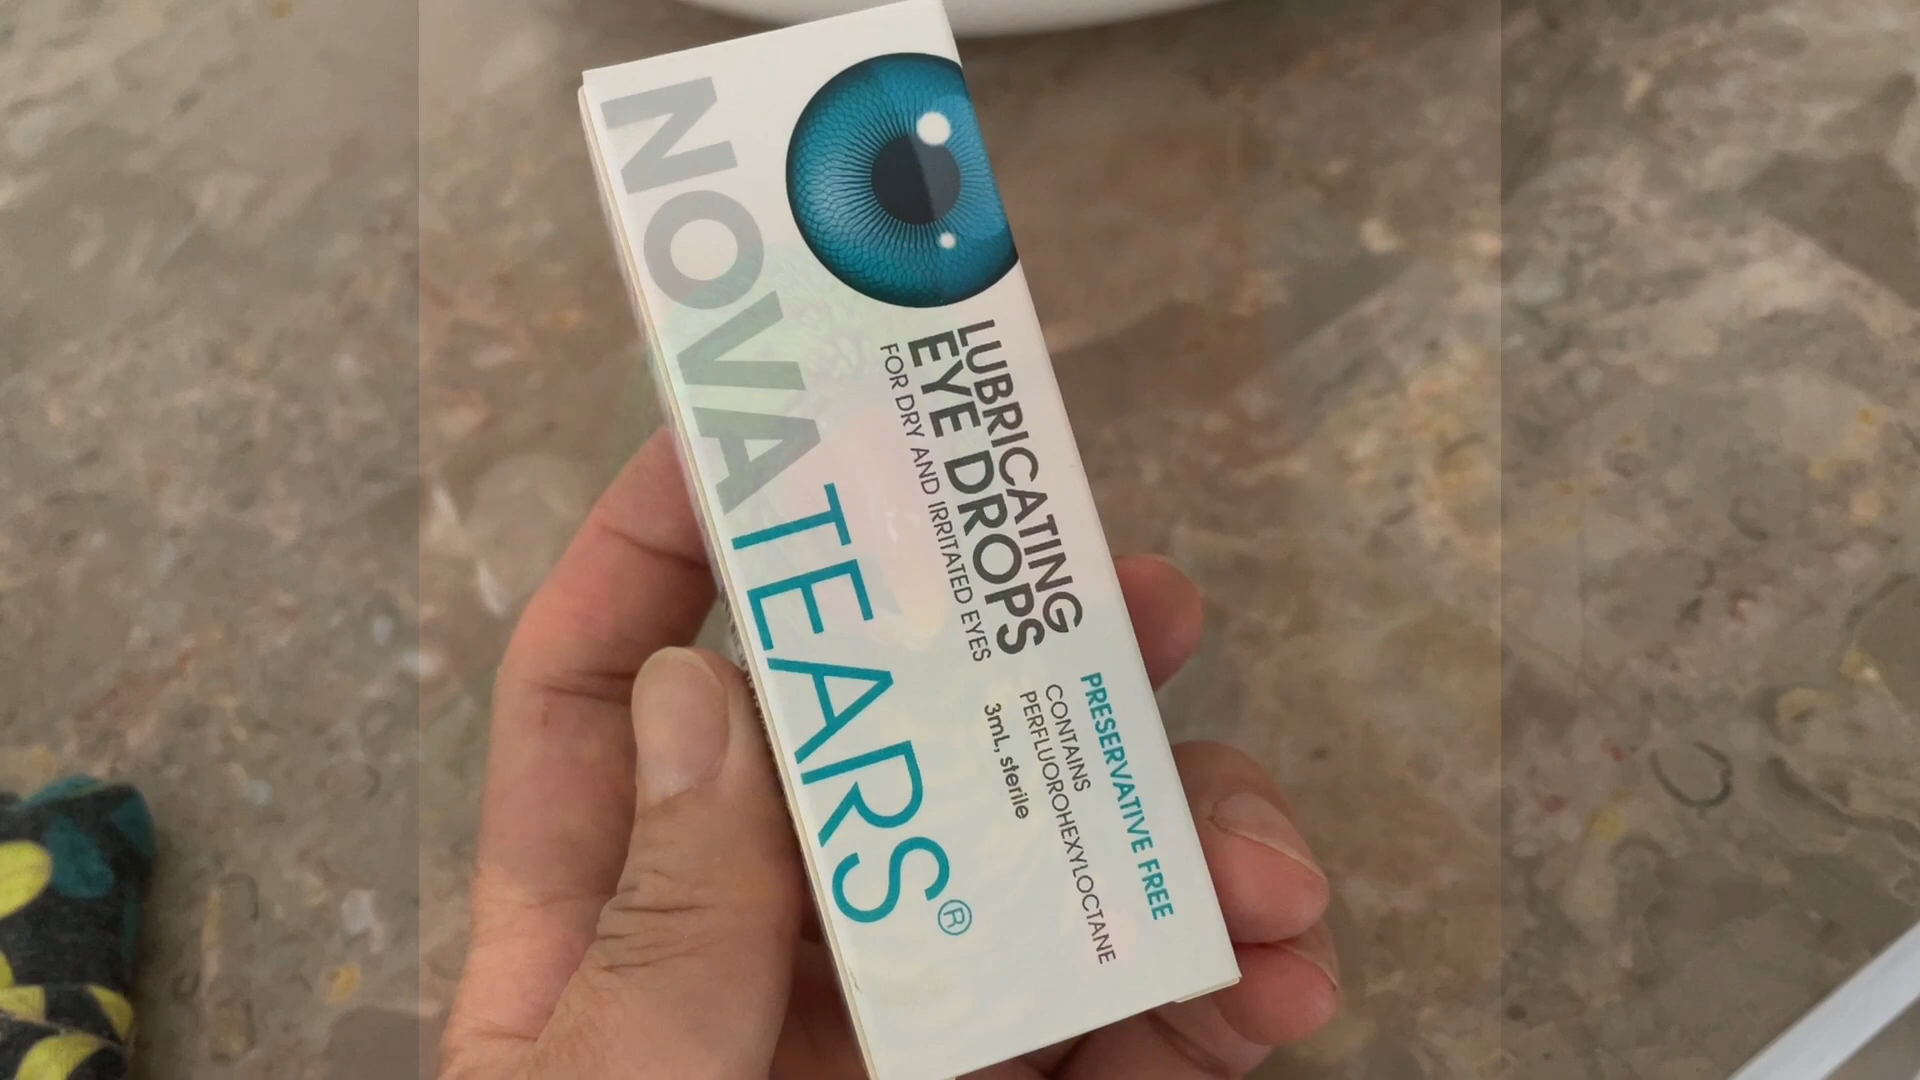 NOVATEARS®
LUBRICATING
EYE DROPS
FOR DRY AND IRRITATED EYES
PRESERVATIVE FREE
CONTAINS
PERFLUOROHEXYLOCTANE
3mL, sterile